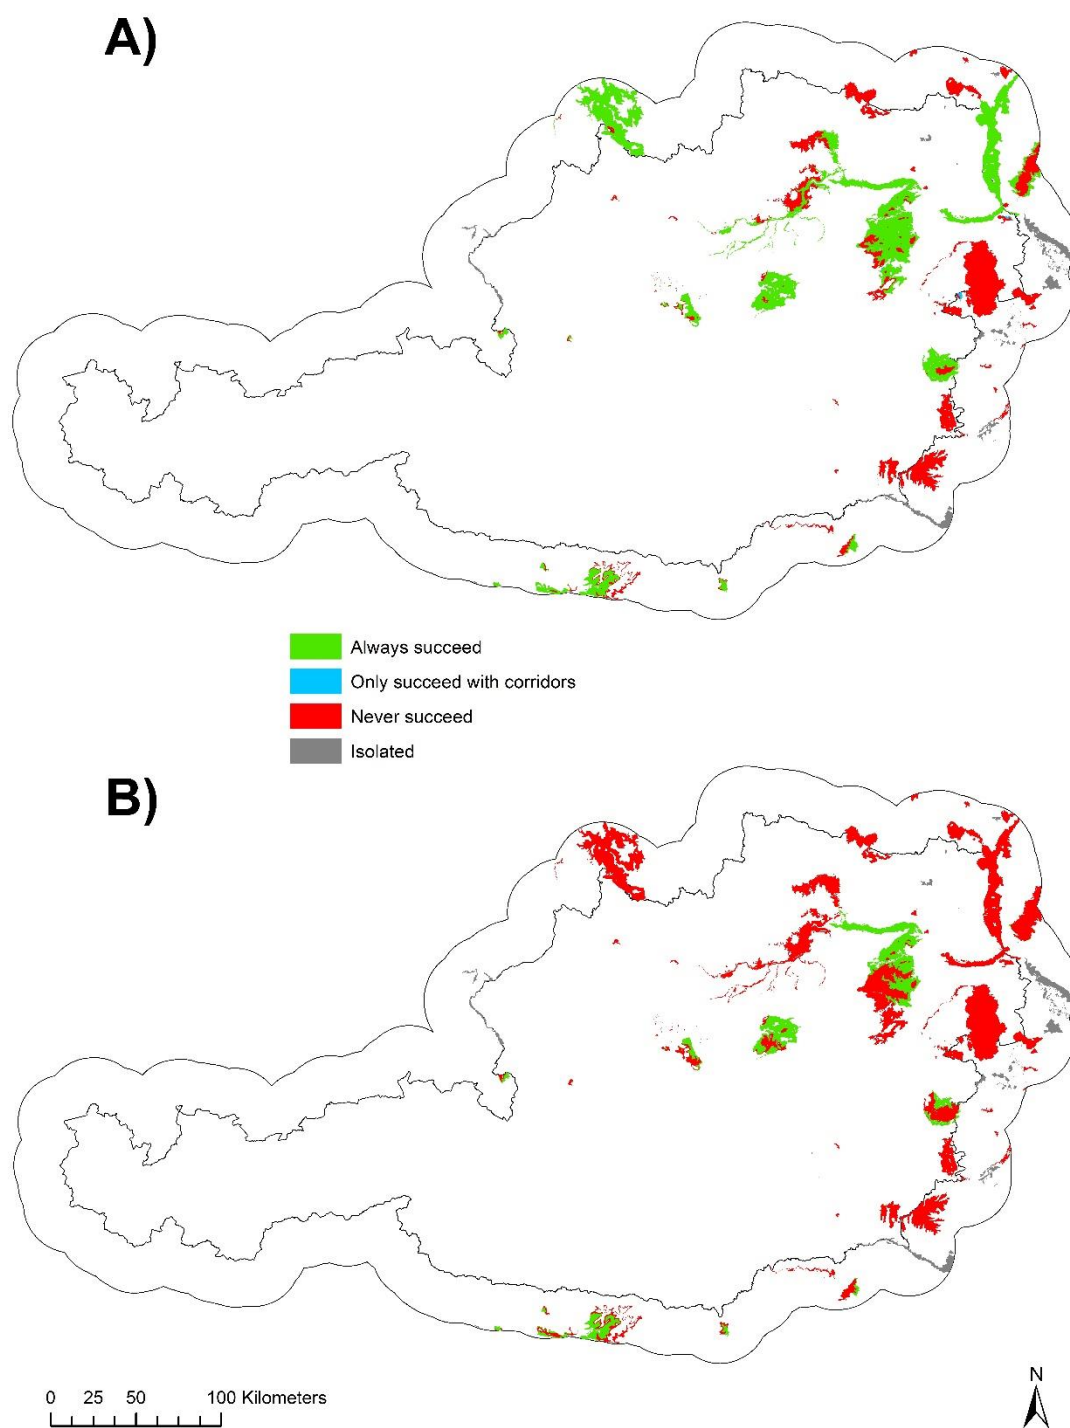 A)
Always succeed
Only succeed with corridors
Never succeed
Isolated
B)
0 25 50 100 Kilometers
N